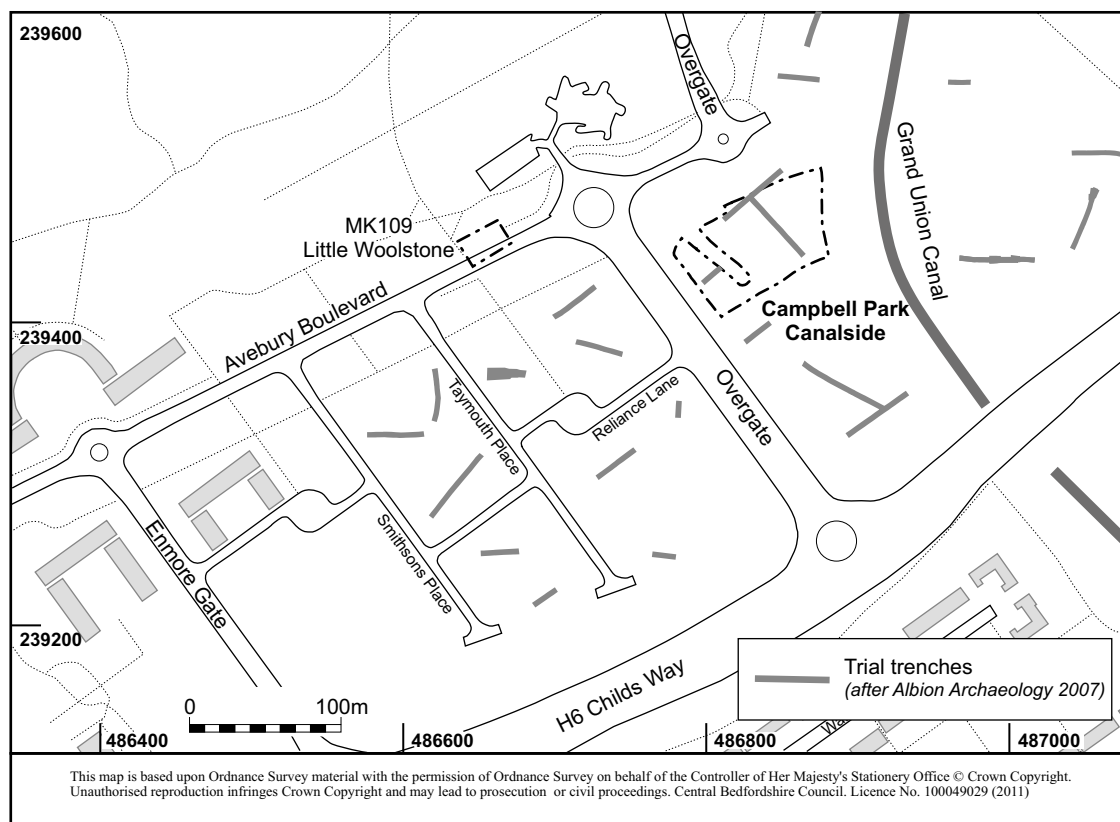 239600
Overgate
Grand Union Canal
MK109
Little Woolstone
Campbell Park
Canalside
239400
Avebury Boulevard
Taymouth Place
Reliance Lane
Overgate
Smithsons Place
Enmore Gate
239200
H6 Childs Way
Trial trenches
(after Albion Archaeology 2007)
0 100m
Wa
486400
486600
486800
487000
This map is based upon Ordnance Survey material with the permission of Ordnance Survey on behalf of the Controller of Her Majesty's Stationery Office © Crown Copyright.
Unauthorised reproduction infringes Crown Copyright and may lead to prosecution or civil proceedings. Central Bedfordshire Council. Licence No. 100049029 (2011)